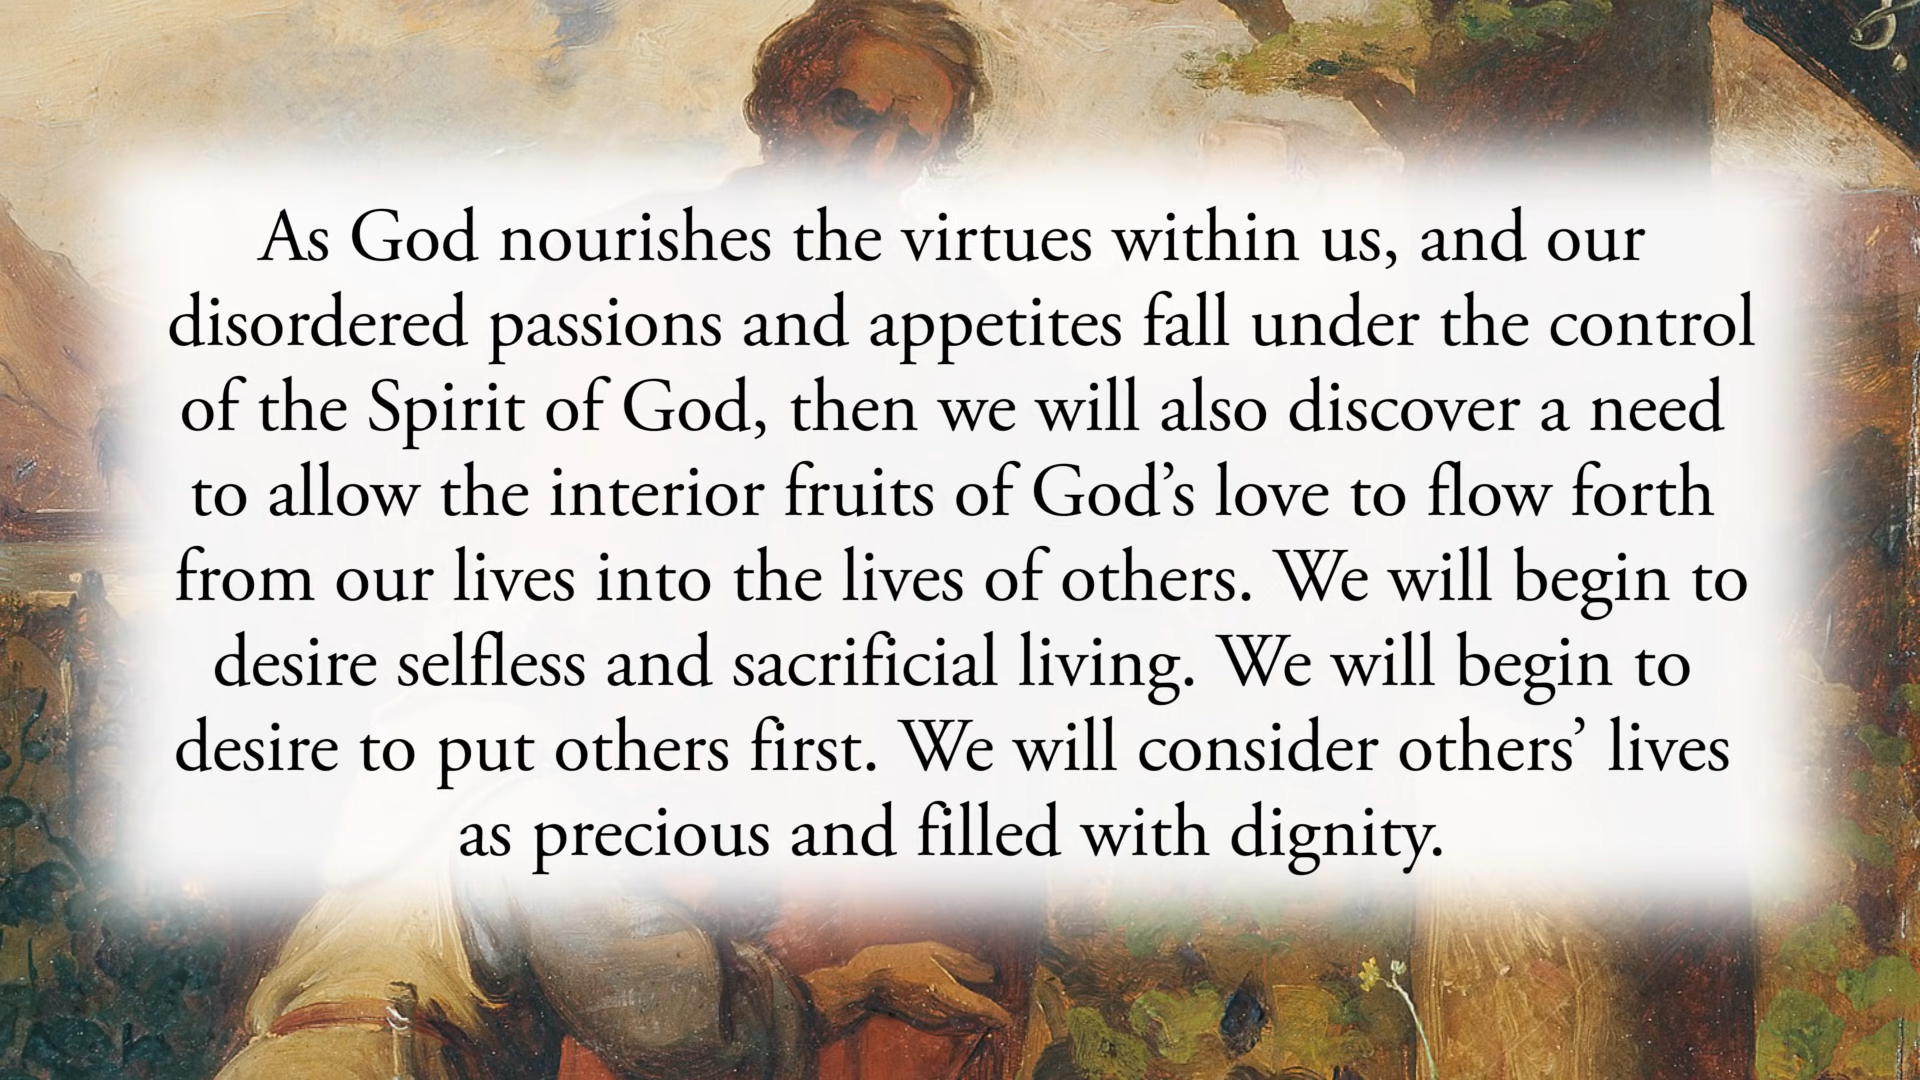 As God nourishes the virtues within us, and our
disordered passions and appetites fall under the control
of the Spirit of God, then we will also discover a need
to allow the interior fruits of God’s love to flow forth
from our lives into the lives of others. We will begin to
desire selfless and sacrificial living. We will begin to
desire to put others first. We will consider others’ lives
as precious and filled with dignity.